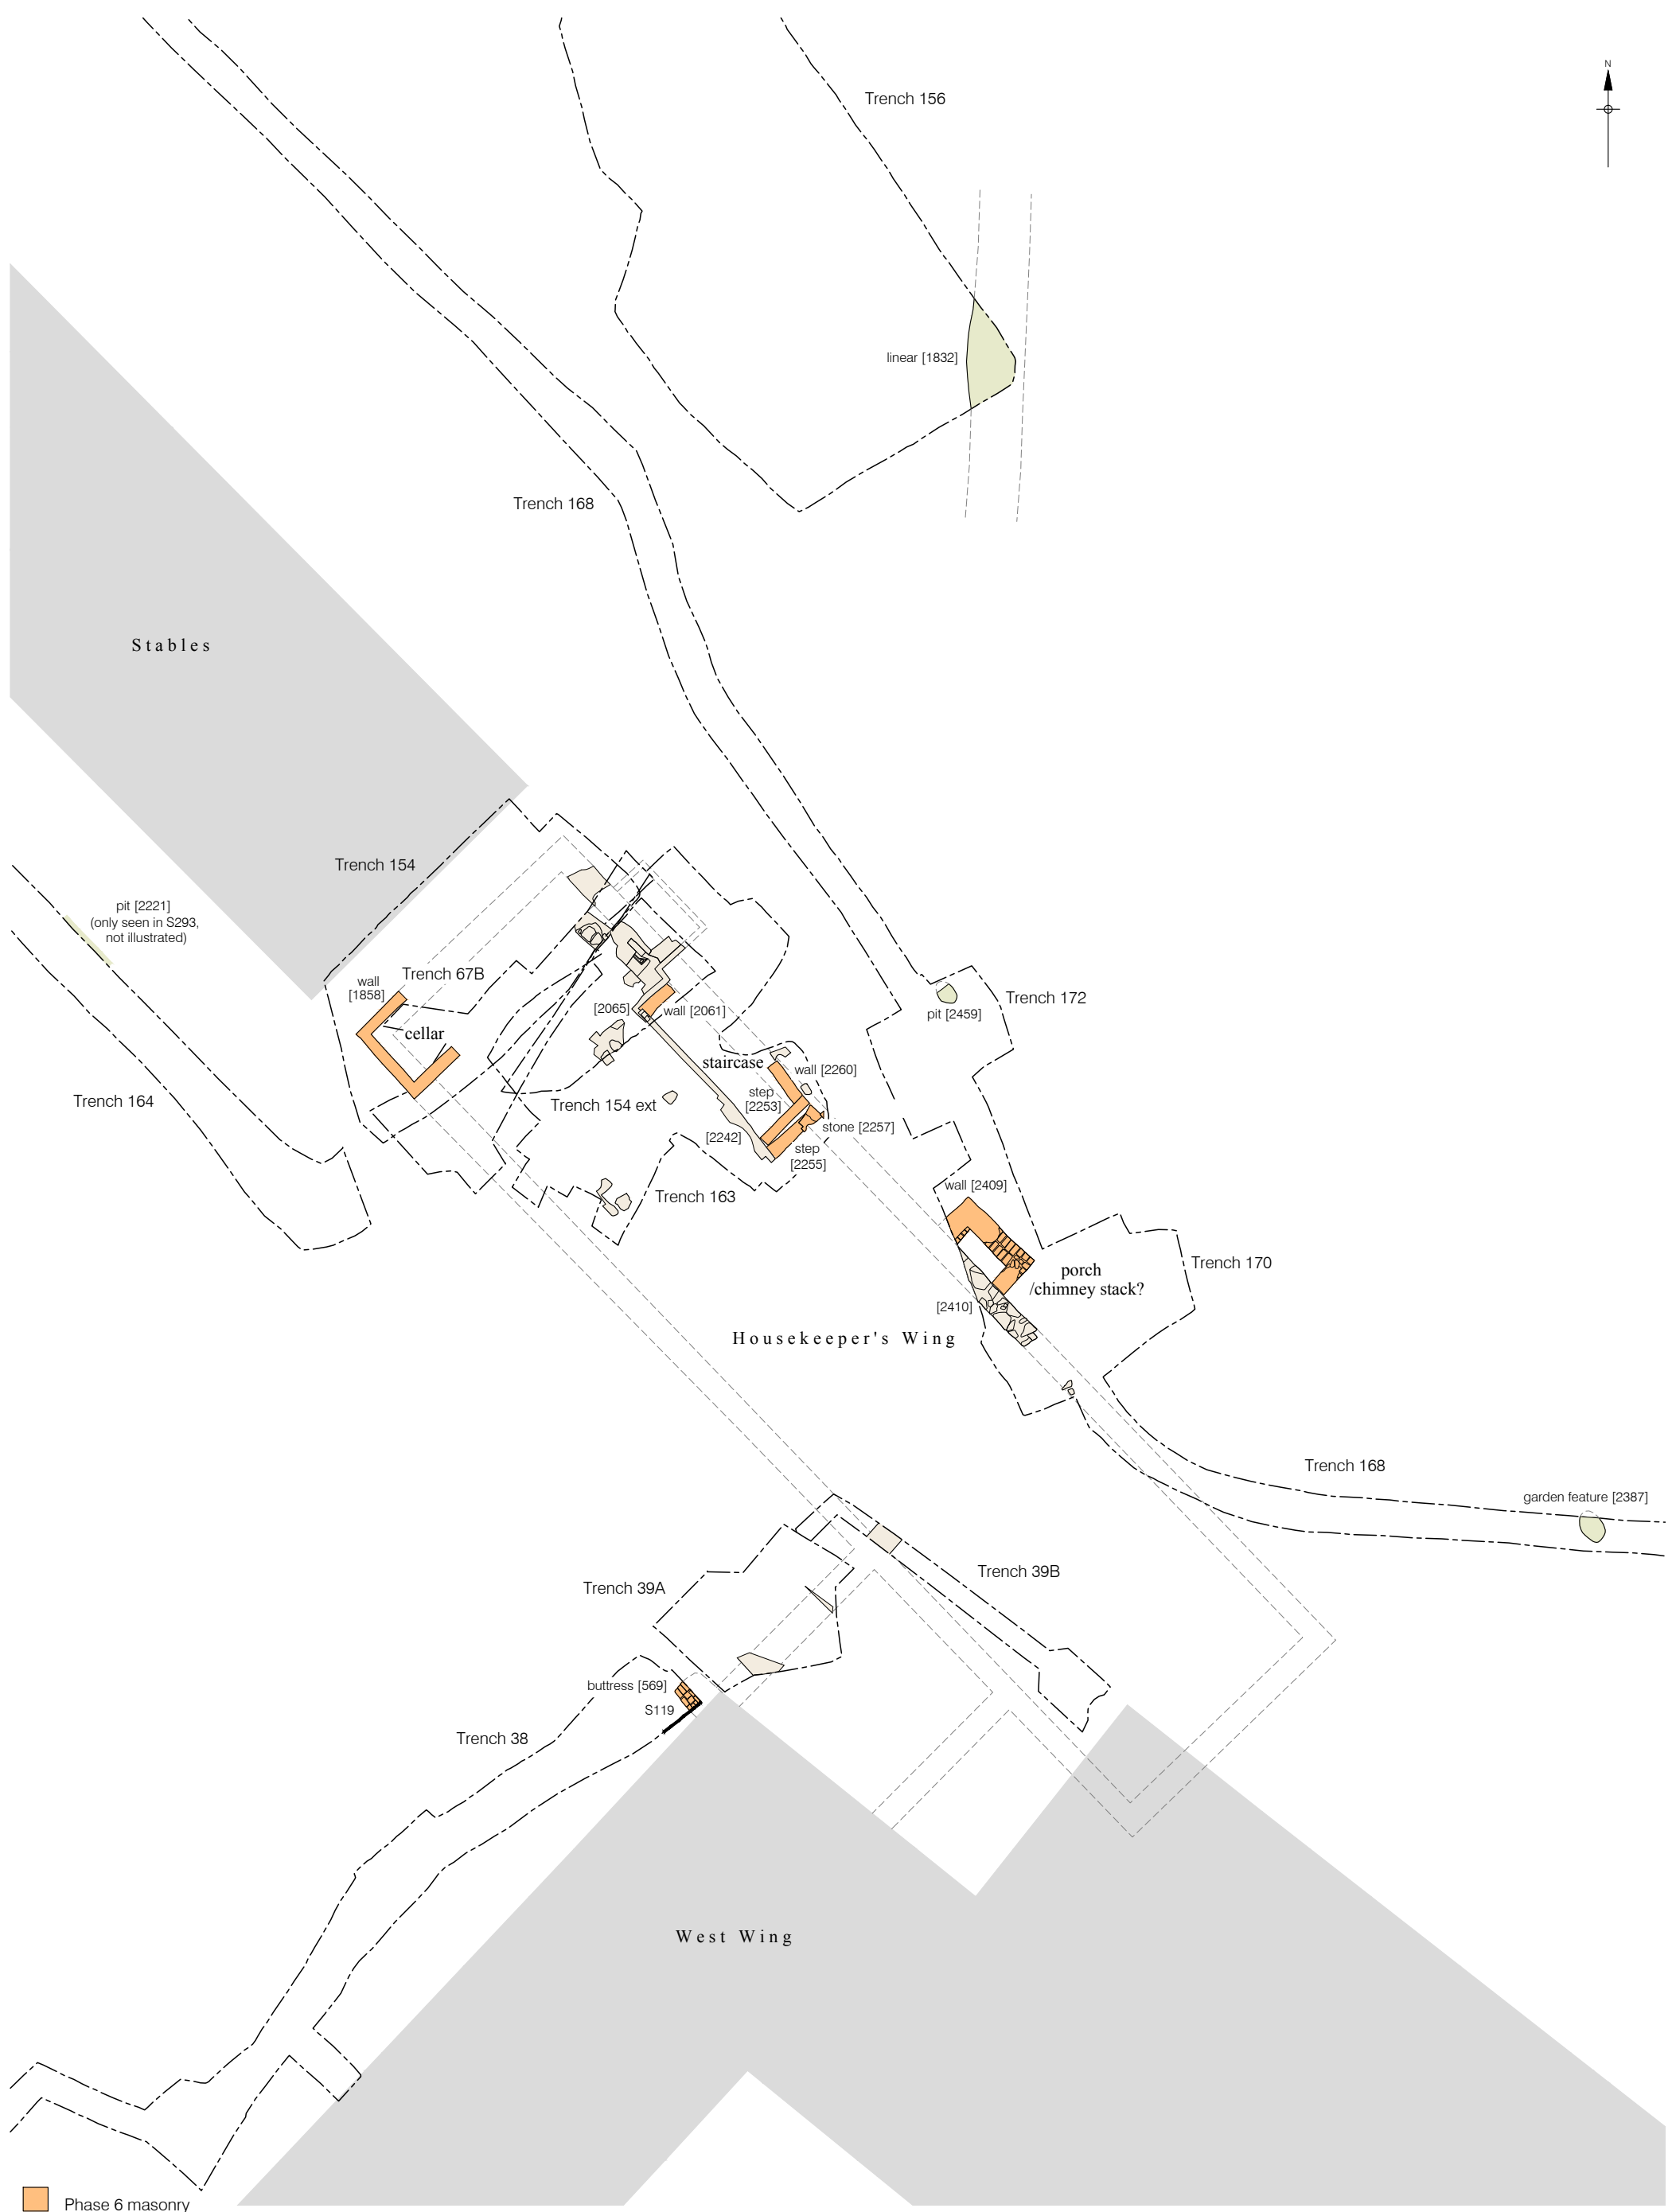 N
Trench 156
linear [1832]
Trench 168
Stables
Trench 154
pit [2221]
(only seen in S293,
not illustrated)
Trench 67B
wall
[1858]
cellar
[2065]
wall [2061]
pit [2459]
Trench 172
staircase
wall [2260]
step
[2253]
Trench 154 ext
Trench 164
stone [2257]
[2242]
step
[2255]
wall [2409]
Trench 163
Trench 170
porch
/chimney stack?
[2410]
Housekeeper's Wing
Trench 168
garden feature [2387]
Trench 39B
Trench 39A
buttress [569]
S119
Trench 38
West Wing
Phase 6 masonry